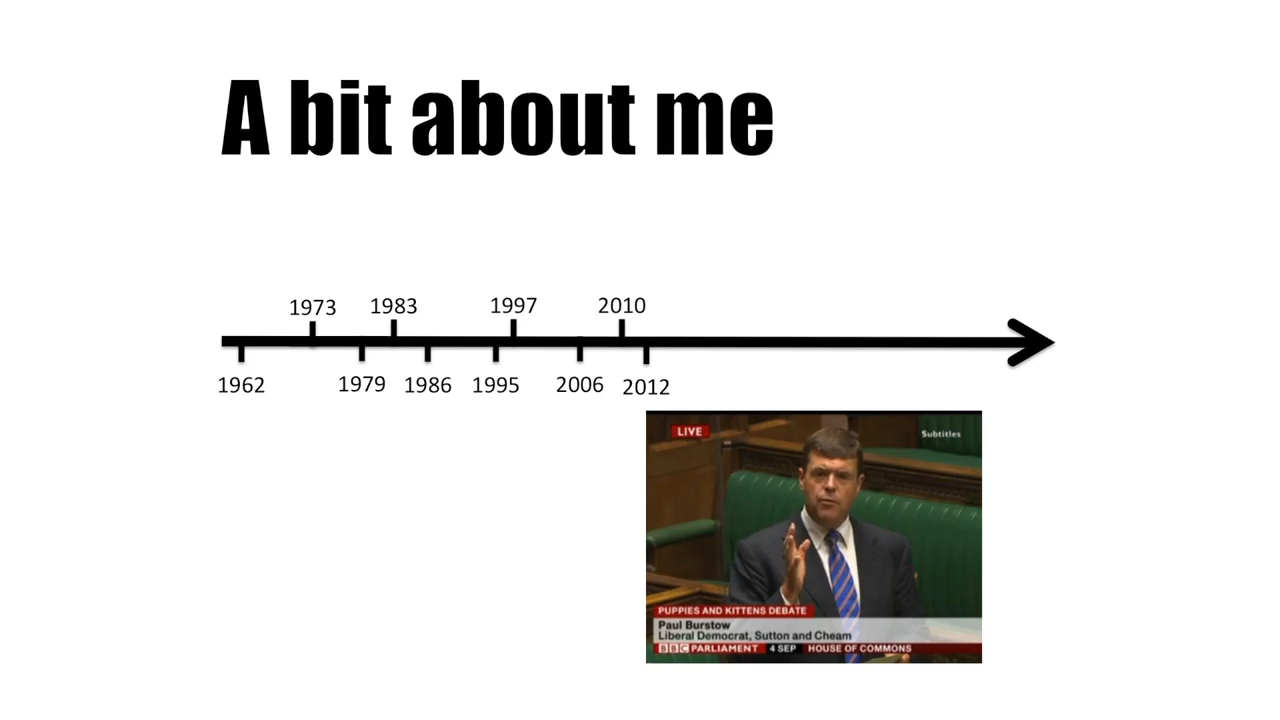 A bit about me
1973 1983 1997 2010
1962 1979 1986 1995 2006 2012
LIVE
Subtitles
PUPPIES AND KITTENS DEBATE
Paul Burstow
Liberal Democrat, Sutton and Cheam
BBC PARLIAMENT 4 SEP HOUSE OF COMMONS